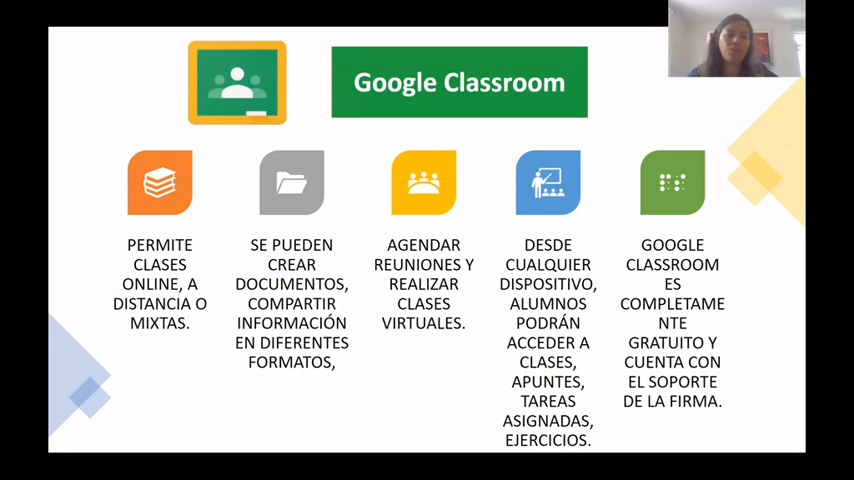 Google Classroom
PERMITE
CLASES
ONLINE, A
DISTANCIA O
MIXTAS.
SE PUEDEN
CREAR
DOCUMENTOS,
COMPARTIR
INFORMACIÓN
EN DIFERENTES
FORMATOS,
AGENDAR
REUNIONES Y
REALIZAR
CLASES
VIRTUALES.
DESDE
CUALQUIER
DISPOSITIVO,
ALUMNOS
PODRÁN
ACCEDER A
CLASES,
APUNTES,
TAREAS
ASIGNADAS,
EJERCICIOS.
GOOGLE
CLASSROOM
ES
COMPLETAME
NTE
GRATUITO Y
CUENTA CON
EL SOPORTE
DE LA FIRMA.